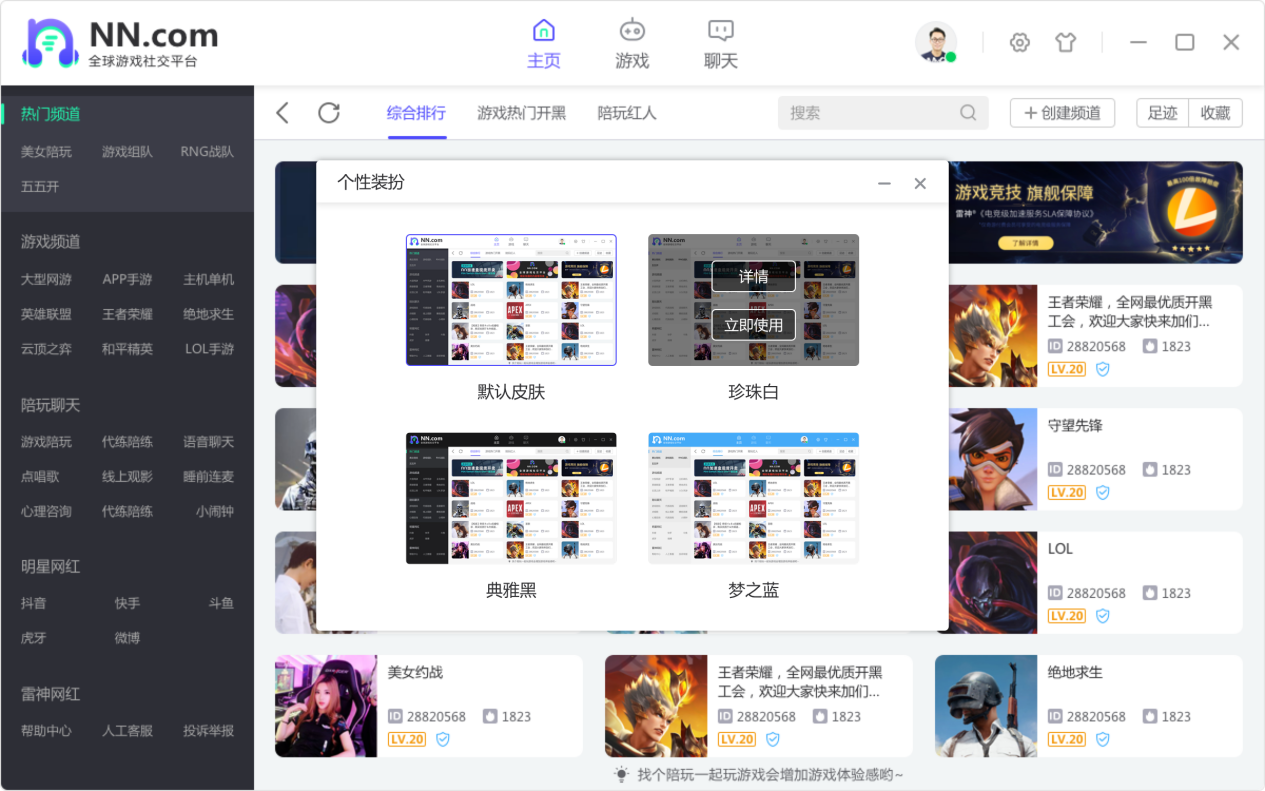 NN.com
全球游戏社交平台
主页
游戏
聊天
热门频道
美女陪玩 游戏组队 RNG战队
五五开
游戏频道
大型网游 APP手游 主机单机
英雄联盟 王者荣耀 绝地求生
云顶之弈 和平精英 LOL手游
陪玩聊天
游戏陪玩 代练陪练 语音聊天
点唱歌 线上观影 睡前连麦
心理咨询 代练陪练 小闹钟
明星网红
抖音 快手 斗鱼
虎牙 微博
雷神网红
帮助中心 人工客服 投诉举报
综合排行 游戏热门开黑 陪玩红人
搜索
+创建频道
足迹 收藏
个性装扮
NN.com
NN.com
详情
立即使用
默认皮肤
珍珠白
NN.com
NN.com
典雅黑
梦之蓝
游戏竞技 旗舰保障
雷神®《电竞级加速服务SLA保障协议》
了解详情
王者荣耀，全网最优质开黑
工会，欢迎大家快来加们...
ID 28820568 1823
LV.20
守望先锋
ID 28820568 1823
LV.20
LOL
ID 28820568 1823
LV.20
美女约战
ID 28820568 1823
LV.20
王者荣耀，全网最优质开黑
工会，欢迎大家快来加们...
ID 28820568 1823
LV.20
绝地求生
ID 28820568 1823
LV.20
找个陪玩一起玩游戏会增加游戏体验感哟~